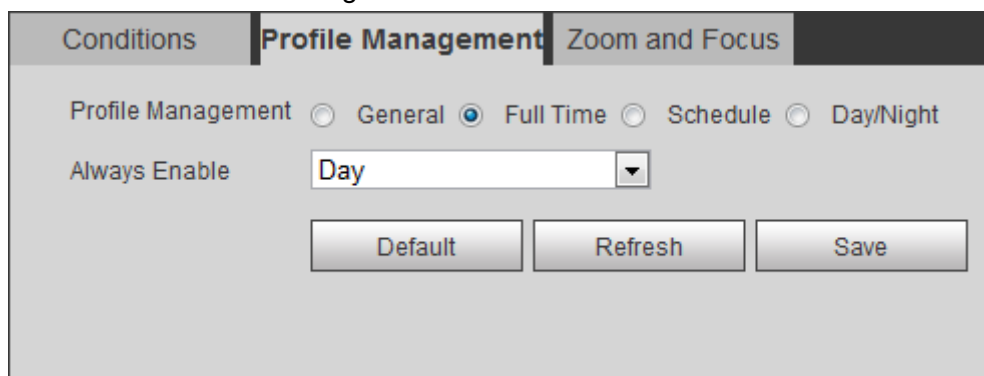 Conditions Profile Management Zoom and Focus
Profile Management General Full Time Schedule Day/Night
Always Enable Day
Default Refresh Save